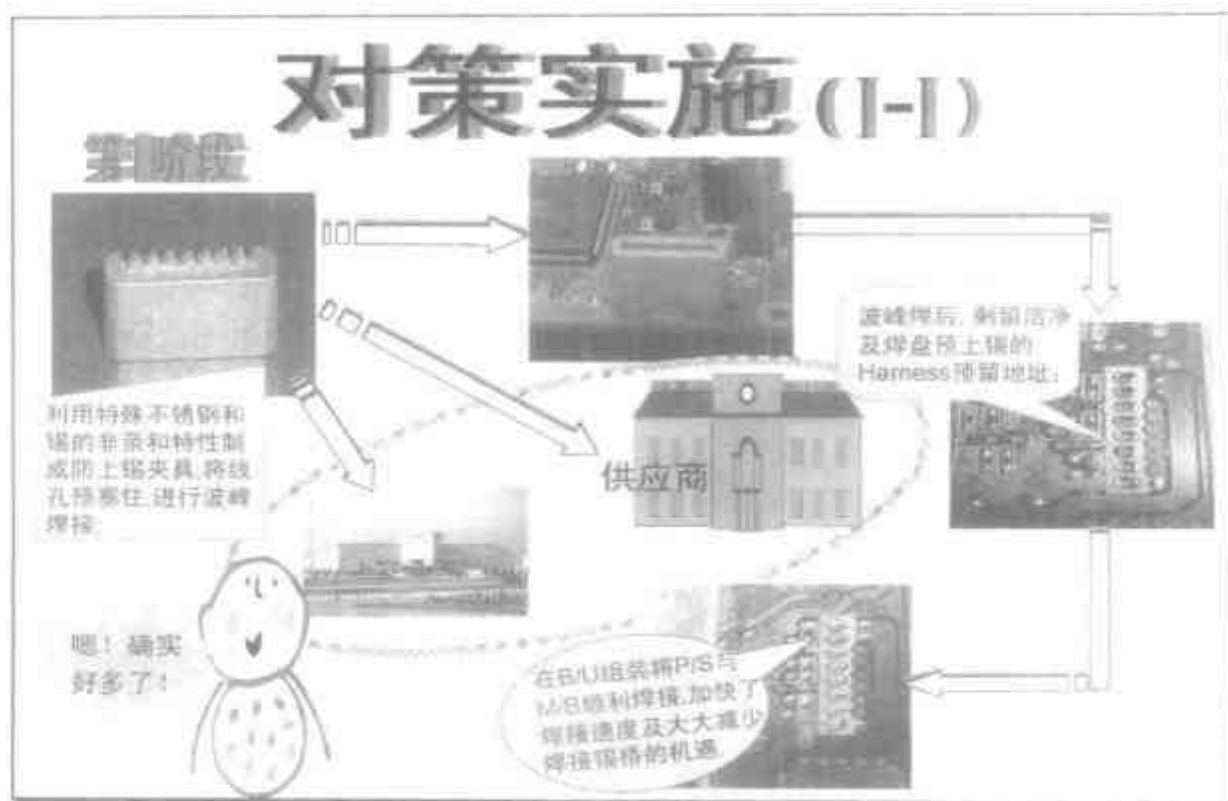 对策实施(I-I)
阶段
波峰焊后, 剩留洁净
及焊盘预上锡的
Harness预留地址;
利用特殊不锈钢和
锡的非亲和特性制
成防上锡夹具,将线
孔预塞住,进行波峰
焊接;
供应商
嗯！确实
好多了！
在B/U组装将P/S与
M/B顺利焊接,加快了
焊接速度及大大减少
焊接锡桥的机遇